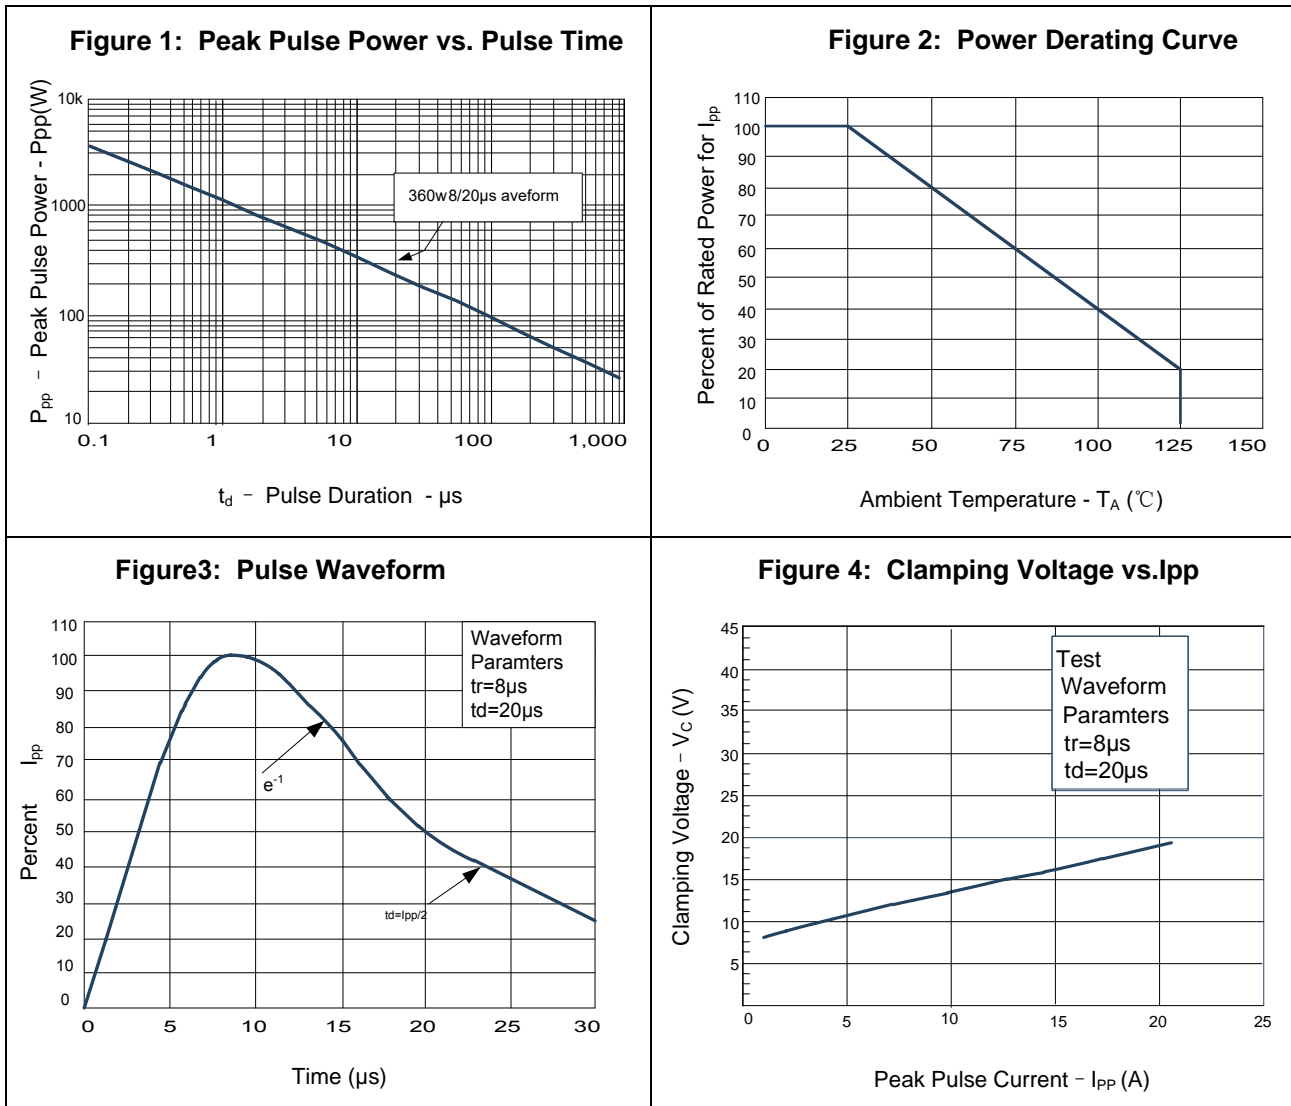 Figure 1: Peak Pulse Power vs. Pulse Time
Ppp – Peak Pulse Power - Ppp(W)
10k
1000
100
10
360w8/20µs aveform
0.1 1 10 100 1,000
td – Pulse Duration - µs
Figure 2: Power Derating Curve
Percent of Rated Power for Ipp
110
100
90
80
70
60
50
40
30
20
10
0
0 25 50 75 100 125 150
Ambient Temperature - TA (℃)
Figure3: Pulse Waveform
Percent Ipp
110
100
90
80
70
60
50
40
30
20
10
0
Waveform
Paramters
tr=8µs
td=20µs
e-1
td=Ipp/2
0 5 10 15 20 25 30
Time (µs)
Figure 4: Clamping Voltage vs.Ipp
Clamping Voltage – VC (V)
45
40
35
30
25
20
15
10
5
Test
Waveform
Paramters
tr=8µs
td=20µs
0 5 10 15 20 25
Peak Pulse Current – IPP (A)